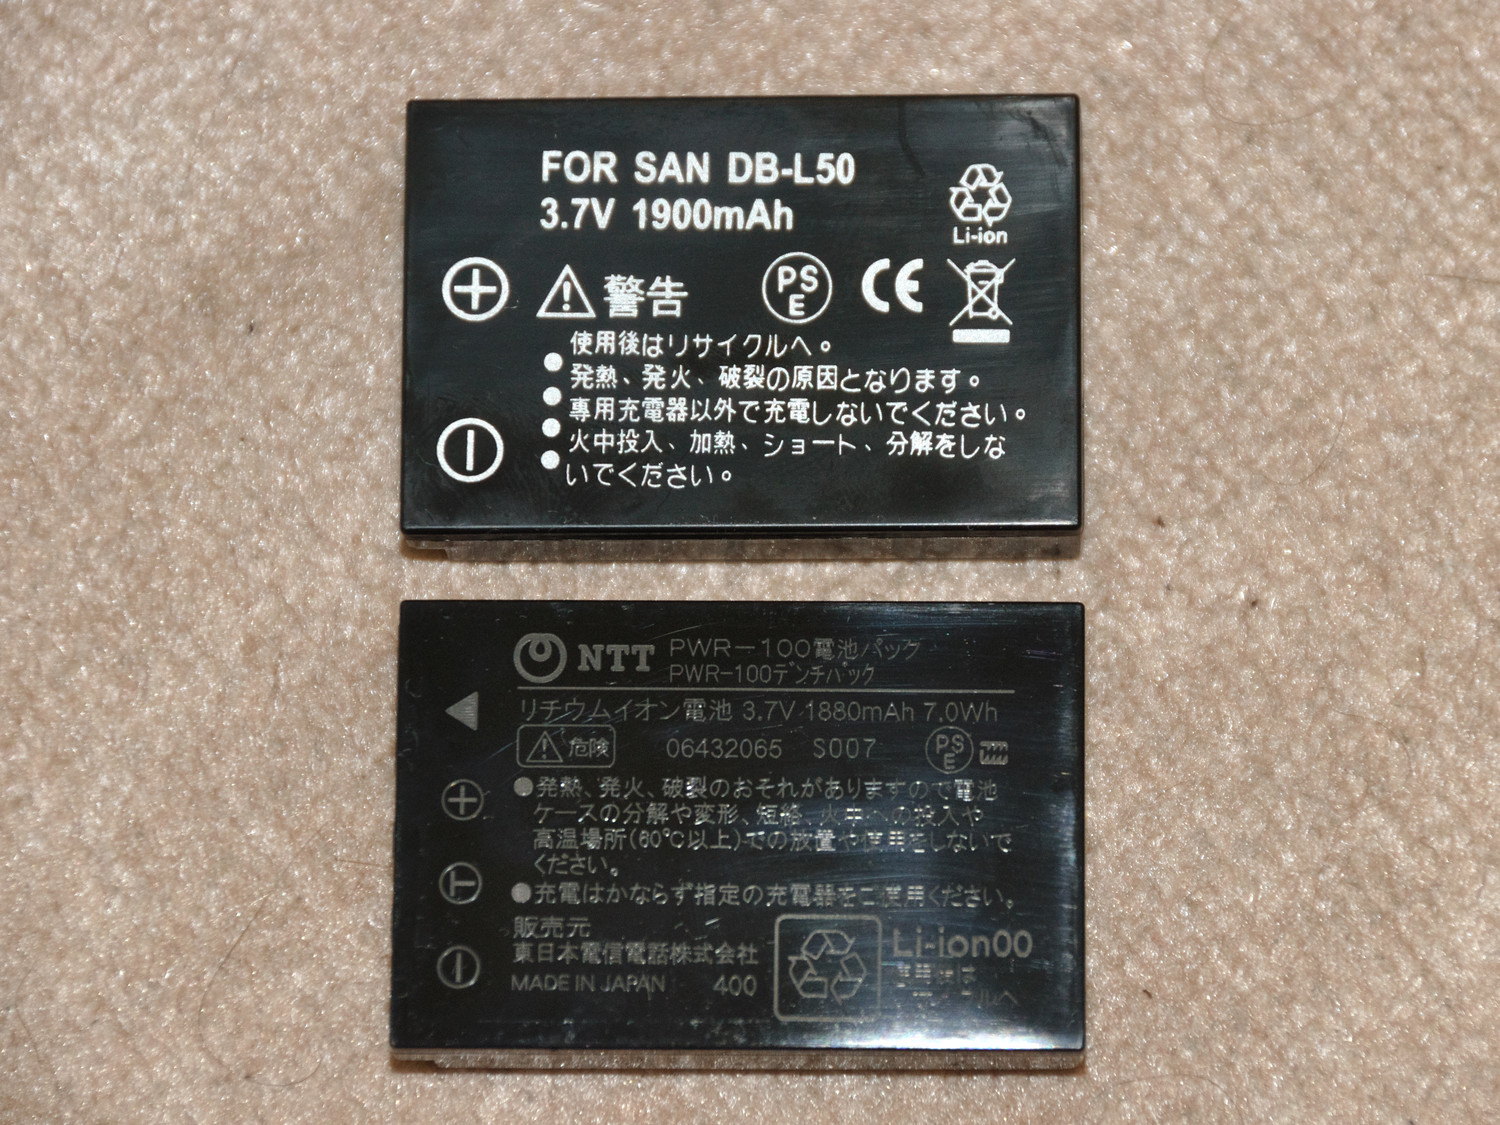 FOR SAN DB-L50
3.7V 1900mAh
Li-ion
警告
PS
E
CE
使用後はリサイクルへ。
発熱、発火、破裂の原因となります。
専用充電器以外で充電しないでください。
火中投入、加熱、ショート、分解をしな
いでください。
NTT PWR-100電池パック
PWR-100デンチパック
リチウムイオン電池 3.7V 1880mAh 7.0Wh
危険 06432065 S007
PS
E
●発熱、発火、破裂のおそれがありますので電池
ケースの分解や変形、短絡、火中への投入や
高温場所(60℃以上)での放置や使用をしないで
ください。
●充電はかならず指定の充電器をご使用ください。
販売元
東日本電信電話株式会社
MADE IN JAPAN 400
Li-ion00
使用後は